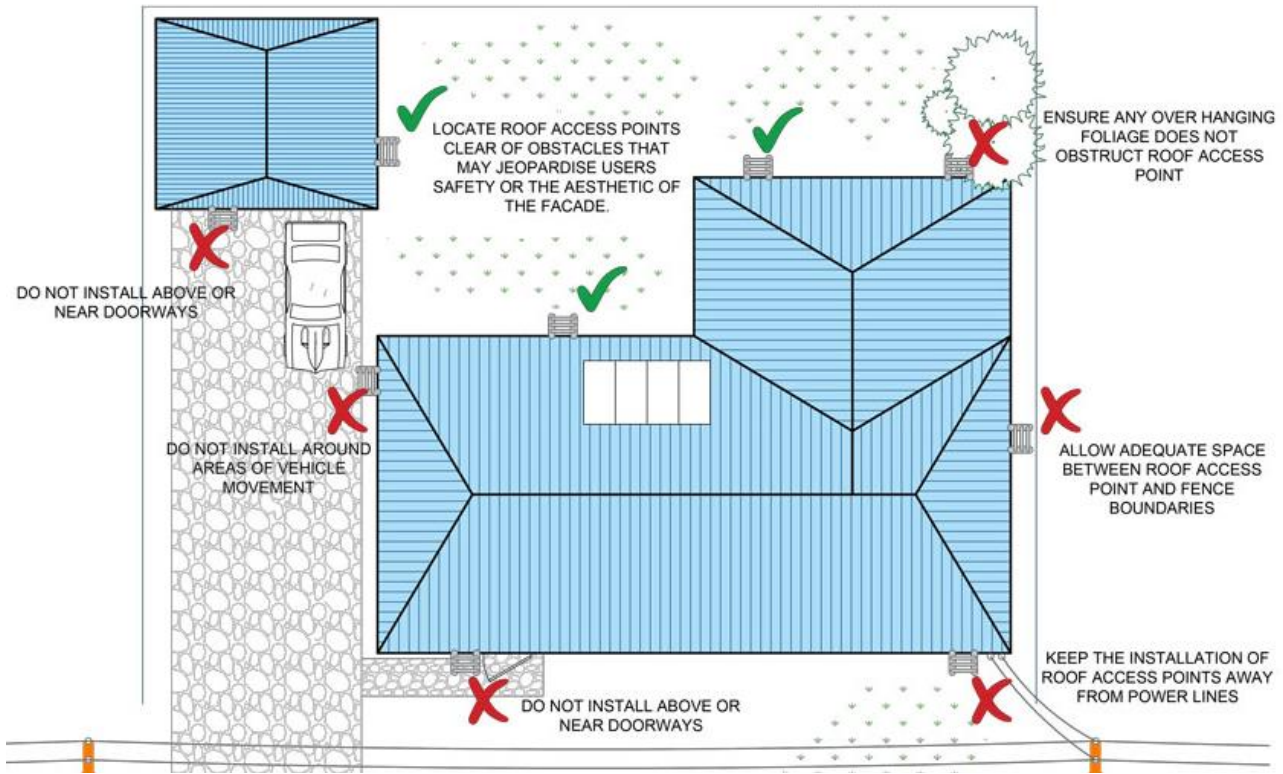 LOCATE ROOF ACCESS POINTS
CLEAR OF OBSTACLES THAT
MAY JEOPARDISE USERS
SAFETY OR THE AESTHETIC OF
THE FACADE.
ENSURE ANY OVER HANGING
FOLIAGE DOES NOT
OBSTRUCT ROOF ACCESS
POINT
DO NOT INSTALL ABOVE OR
NEAR DOORWAYS
DO NOT INSTALL AROUND
AREAS OF VEHICLE
MOVEMENT
ALLOW ADEQUATE SPACE
BETWEEN ROOF ACCESS
POINT AND FENCE
BOUNDARIES
DO NOT INSTALL ABOVE OR
NEAR DOORWAYS
KEEP THE INSTALLATION OF
ROOF ACCESS POINTS AWAY
FROM POWER LINES